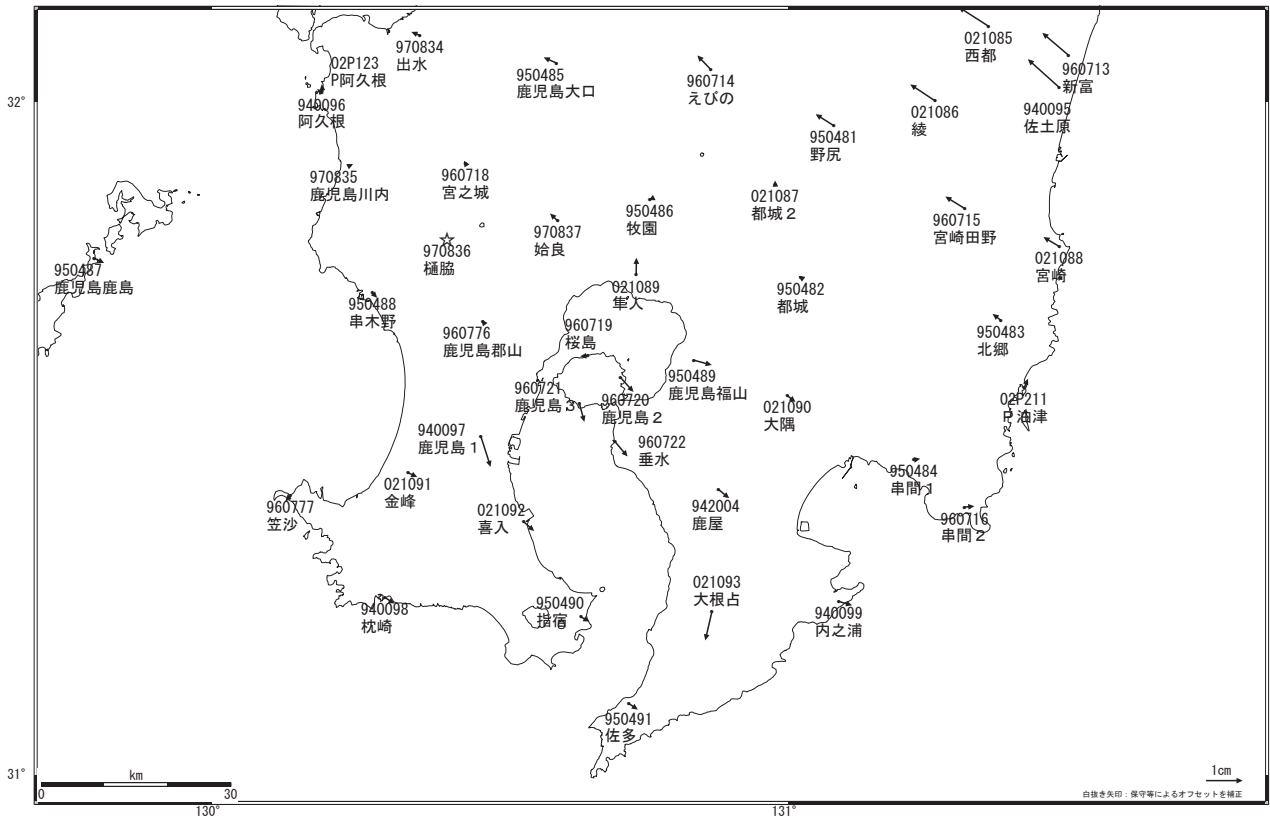 021085
西都
970834
出水
02P123
P阿久根
950485
鹿児島大口
960714
えびの
960713
新富
32°
940096
阿久根
021086
綾
940095
佐土原
950481
野尻
970835
鹿児島川内
960718
宮之城
021087
都城2
950486
牧園
960715
宮崎田野
970837
姶良
970836
樋脇
021088
宮崎
950487
鹿児島鹿島
021089
隼人
950482
都城
950488
串木野
960776
鹿児島郡山
960719
桜島
950483
北郷
950489
鹿児島福山
960721
鹿児島3
960720
鹿児島2
021090
大隅
02P211
P油津
940097
鹿児島1
960722
垂水
950484
串間1
021091
金峰
960777
笠沙
021092
喜入
942004
鹿屋
960716
串間2
021093
大根占
940098
枕崎
950490
指宿
940099
内之浦
950491
佐多
31°
km
0 30
1cm
白抜き矢印：保守等によるオフセットを補正
130°
131°